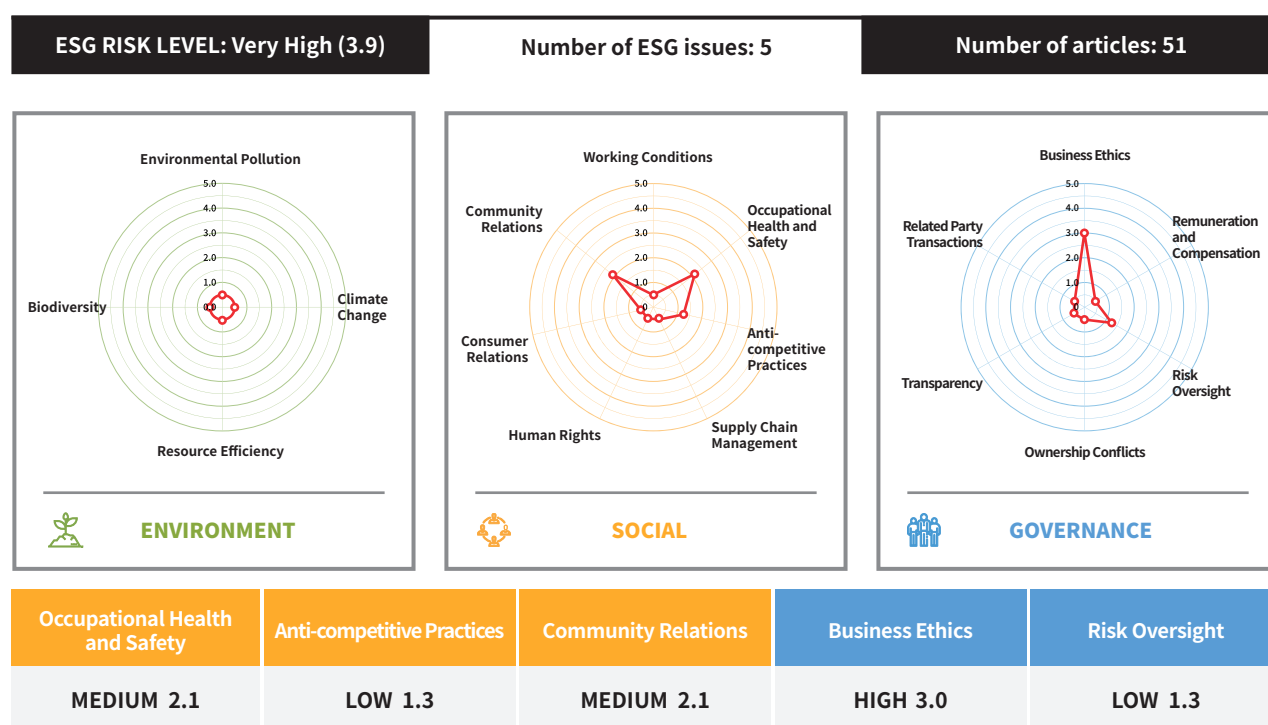 ESG RISK LEVEL: Very High (3.9)
Number of ESG issues: 5
Number of articles: 51
Environmental Pollution
5.0
4.0
3.0
2.0
1.0
0.0
Biodiversity
Climate
Change
Resource Efficiency
ENVIRONMENT
Working Conditions
5.0
4.0
3.0
2.0
1.0
0
Community
Relations
Occupational
Health and
Safety
Consumer
Relations
Anti-
competitive
Practices
Human Rights
Supply Chain
Management
SOCIAL
Business Ethics
5.0
4.0
3.0
2.0
1.0
0
Related Party
Transactions
Remuneration
and
Compensation
Transparency
Risk
Oversight
Ownership Conflicts
GOVERNANCE
Occupational Health
and Safety
Anti-competitive Practices
Community Relations
Business Ethics
Risk Oversight
MEDIUM 2.1
LOW 1.3
MEDIUM 2.1
HIGH 3.0
LOW 1.3